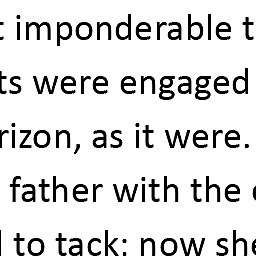 imponderable
ts were engaged
rizon, as it were.
father with the
to tack: now she